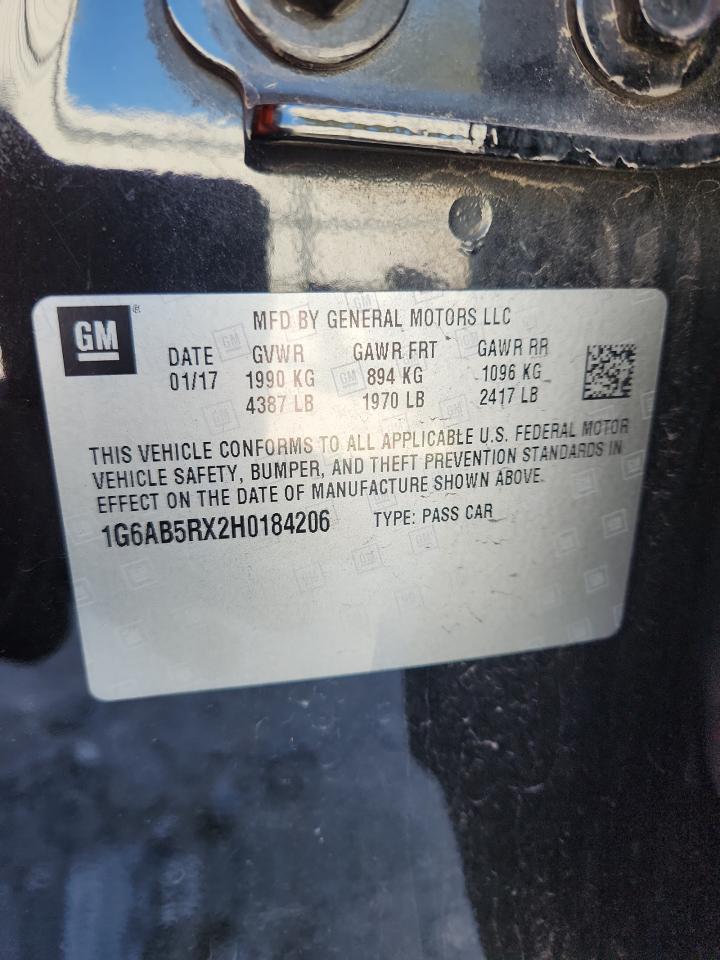 GM
MFD BY GENERAL MOTORS LLC
DATE GVWR GAWR FRT GAWR RR
01/17 1990 KG 894 KG 1096 KG
4387 LB 1970 LB 2417 LB
THIS VEHICLE CONFORMS TO ALL APPLICABLE U.S. FEDERAL MOTOR
VEHICLE SAFETY, BUMPER, AND THEFT PREVENTION STANDARDS IN
EFFECT ON THE DATE OF MANUFACTURE SHOWN ABOVE.
1G6AB5RX2H0184206 TYPE: PASS CAR